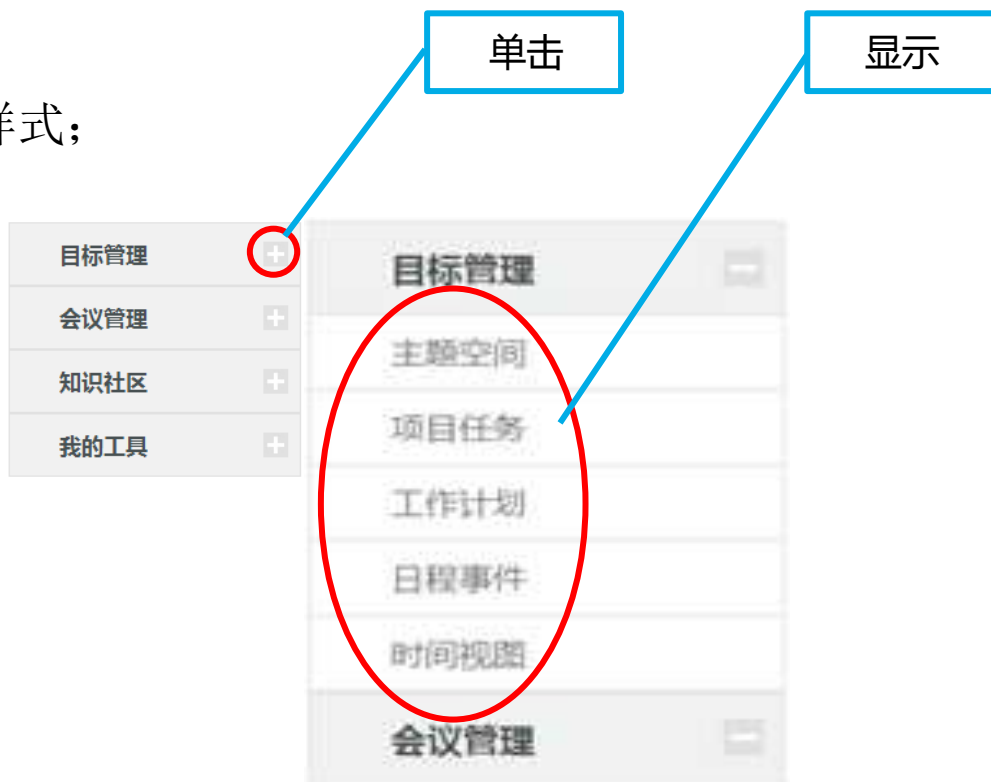 单击
显示
样式；
目标管理
会议管理
知识社区
我的工具
目标管理
主题空间
项目任务
工作计划
日程事件
时间视图
会议管理